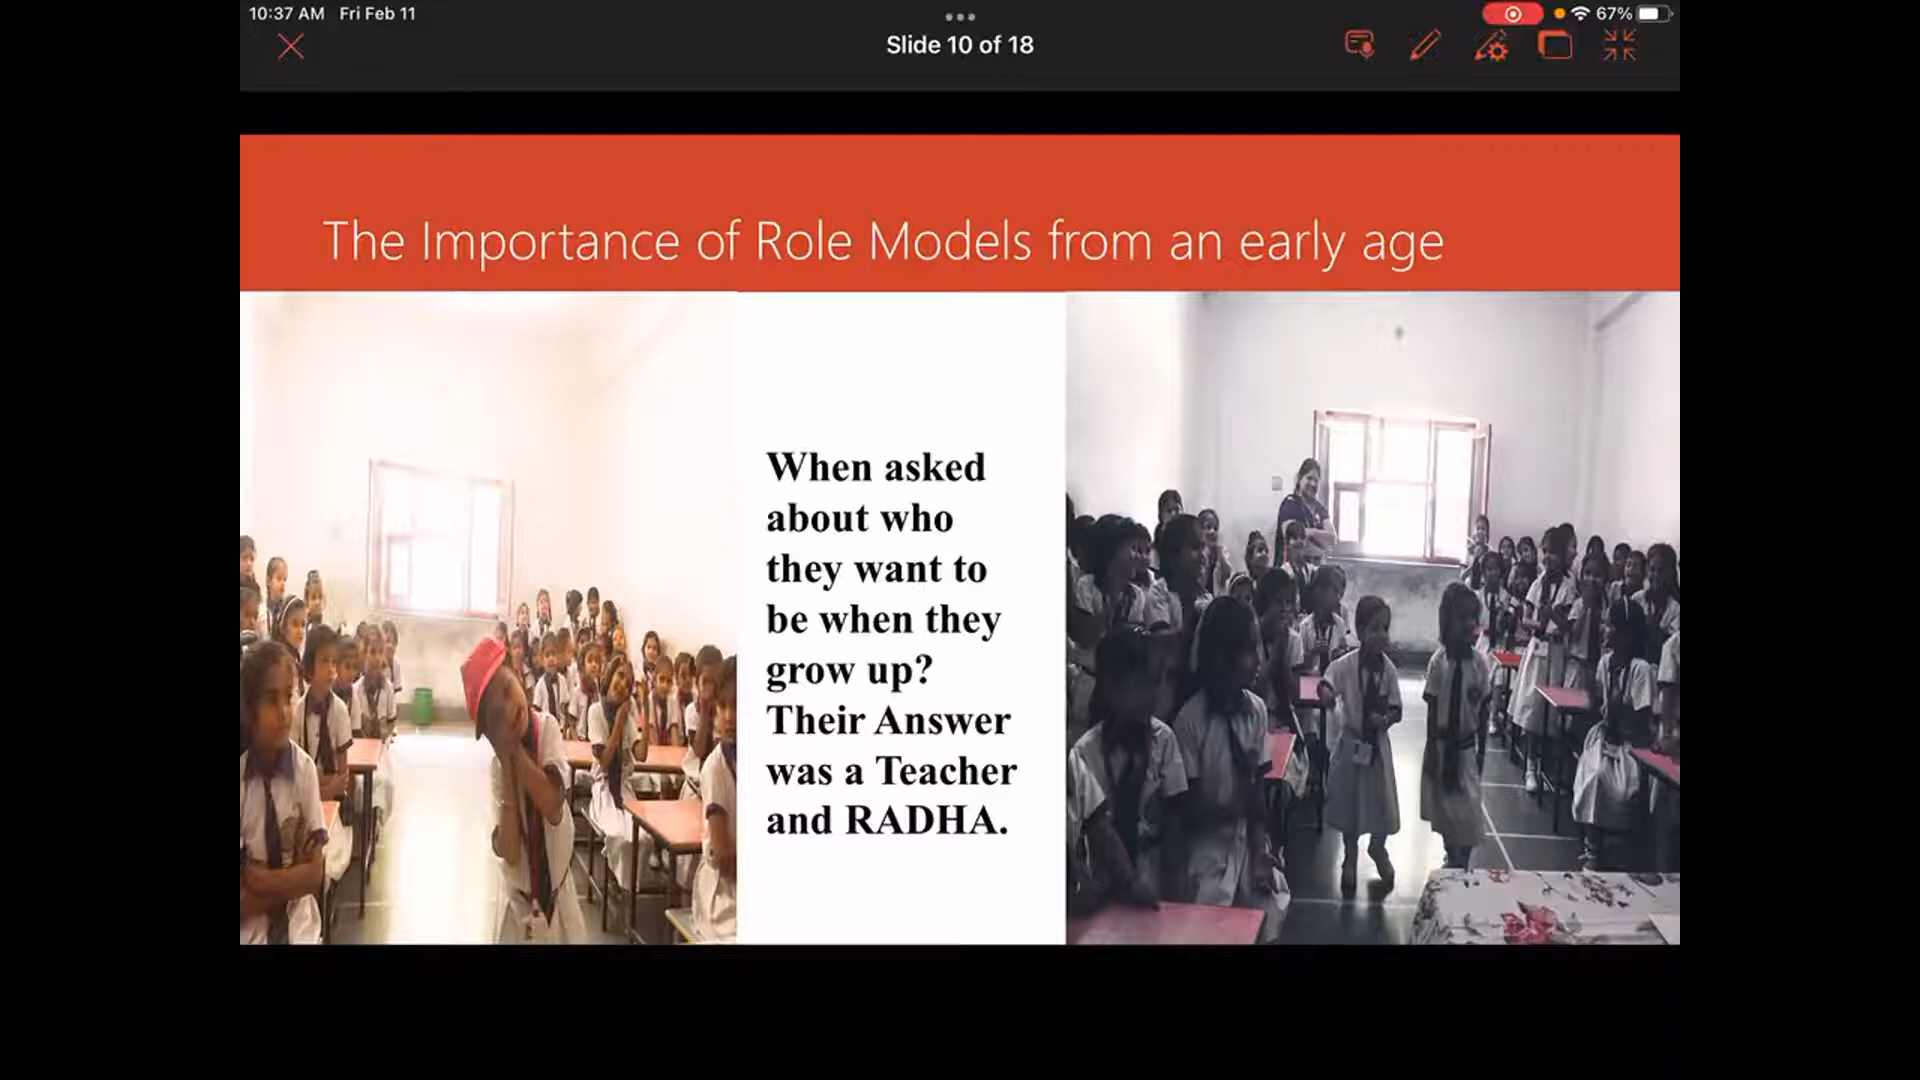 10:37 AM Fri Feb 11
67%
Slide 10 of 18
The Importance of Role Models from an early age
When asked
about who
they want to
be when they
grow up?
Their Answer
was a Teacher
and RADHA.